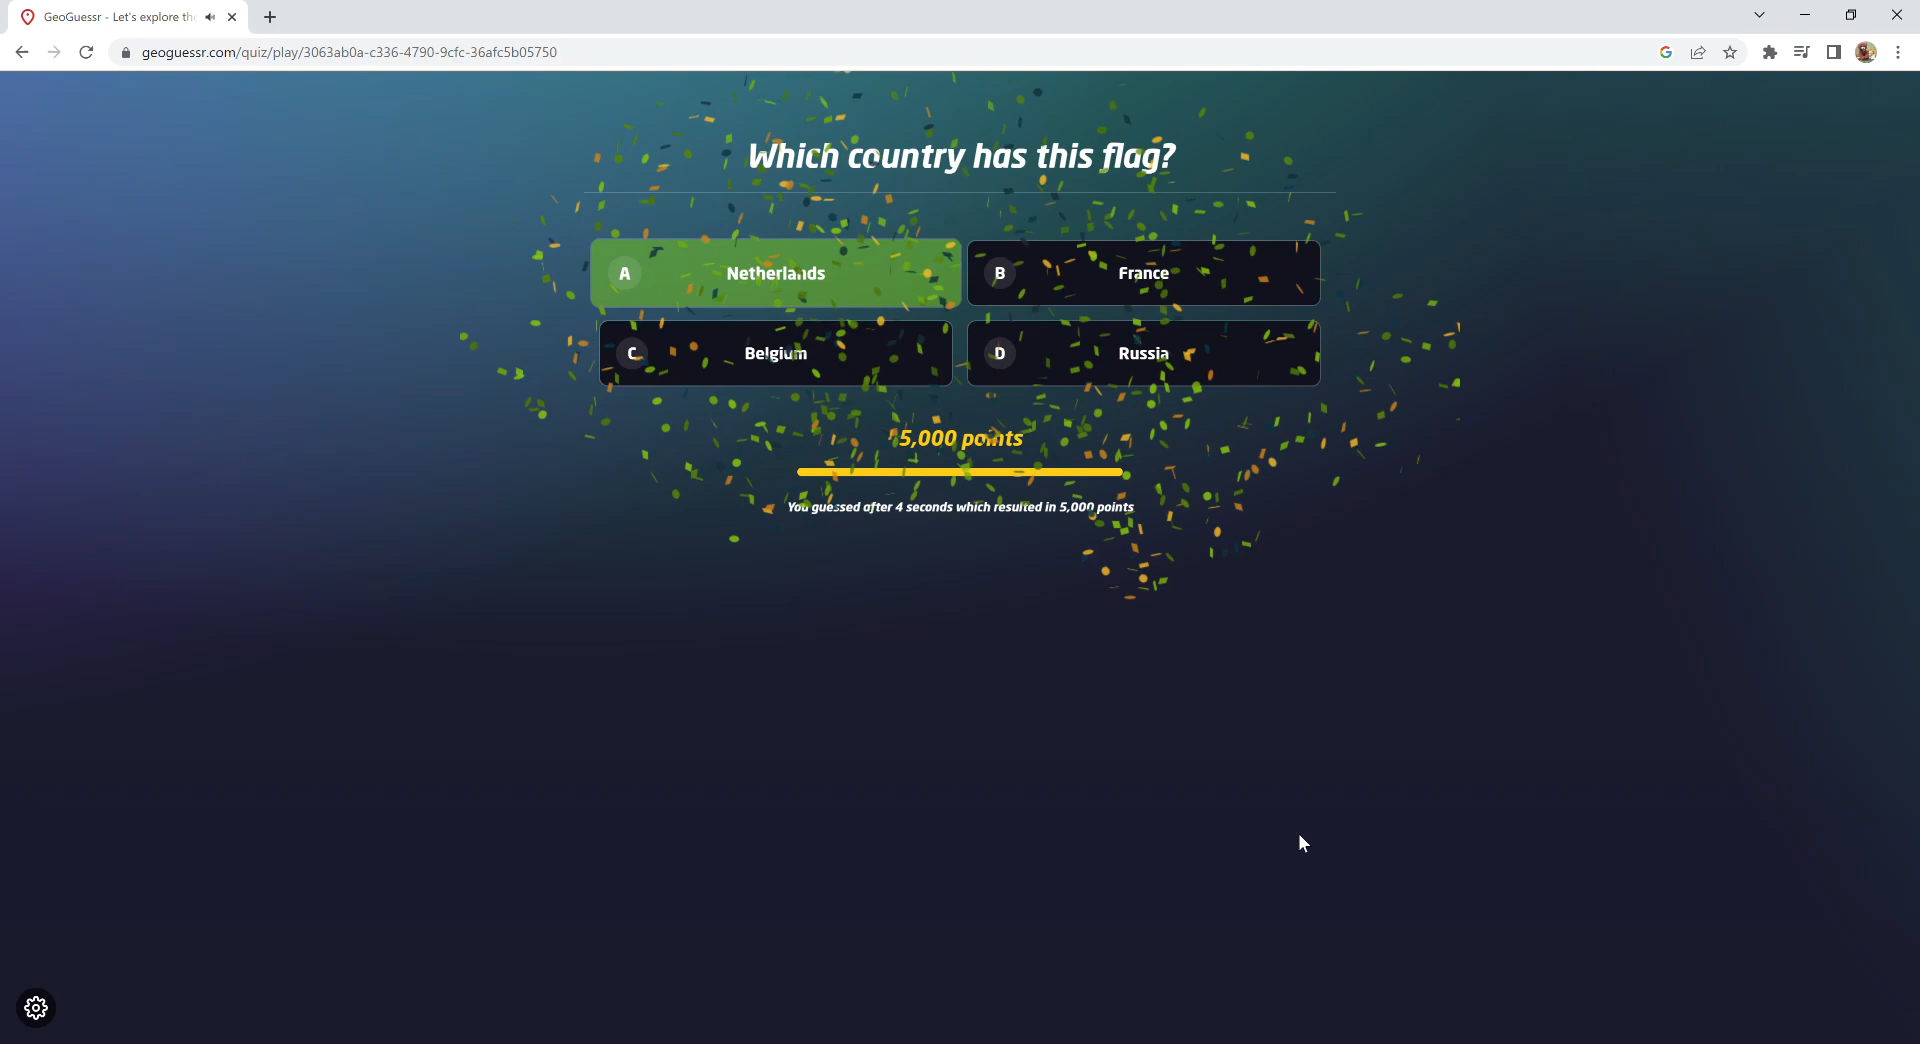 GeoGuessr - Let's explore th
geoguessr.com/quiz/play/3063ab0a-c336-4790-9cfc-36afc5b05750
Which country has this flag?
A Netherlands
B France
C Belgium
D Russia
5,000 points
You guessed after 4 seconds which resulted in 5,000 points